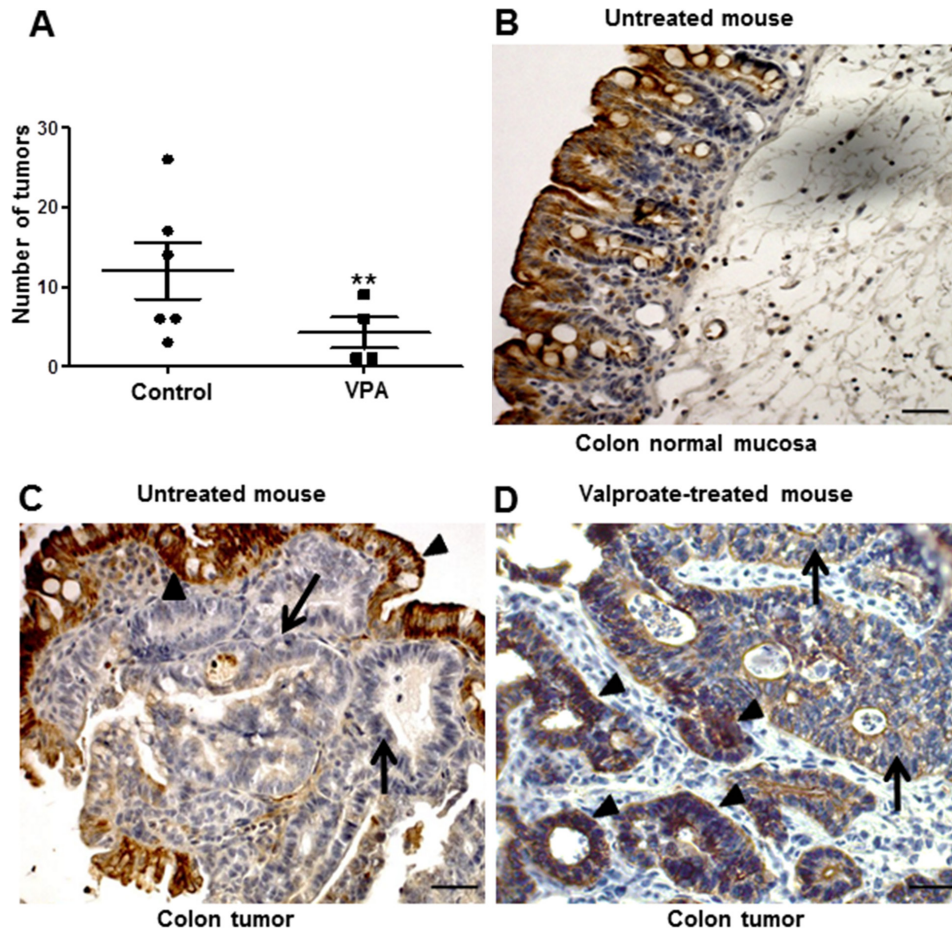 A
Number of tumors
30
20
10
0
**
Control
VPA
B
Untreated mouse
Colon normal mucosa
C
Untreated mouse
Colon tumor
D
Valproate-treated mouse
Colon tumor